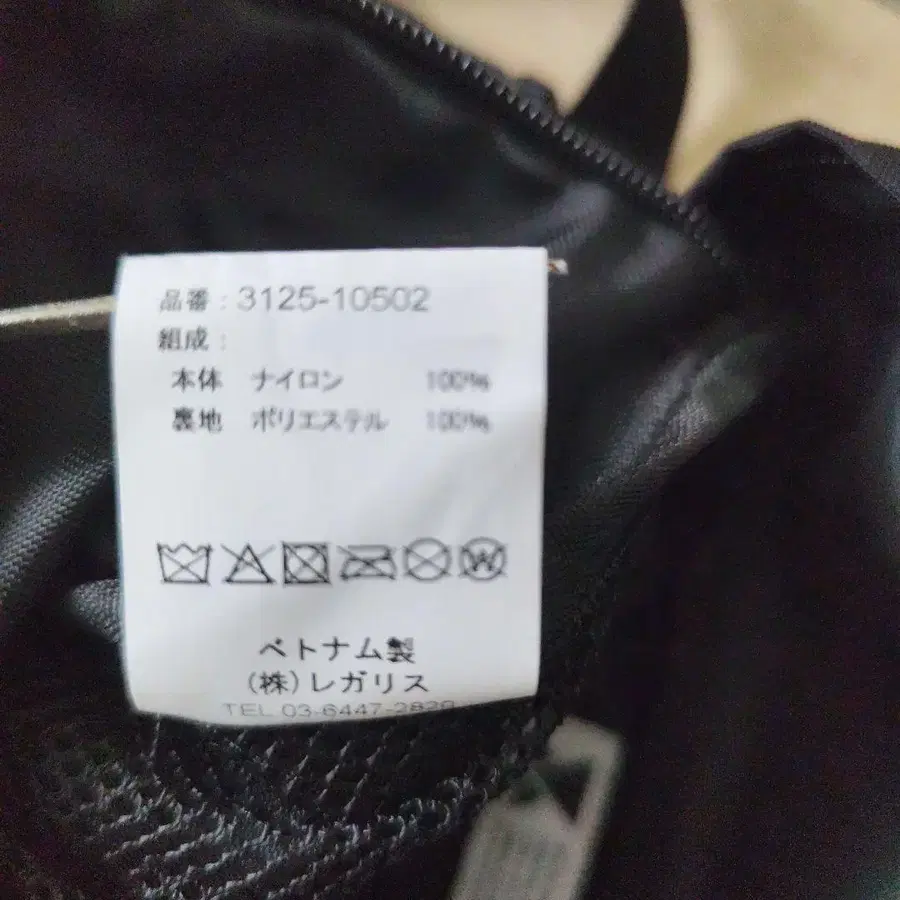 品番 : 3125-10502
組成 :
本体 ナイロン 100%
裏地 ポリエステル 100%
ベトナム製
(株)レガリス
TEL 03-6447-2820